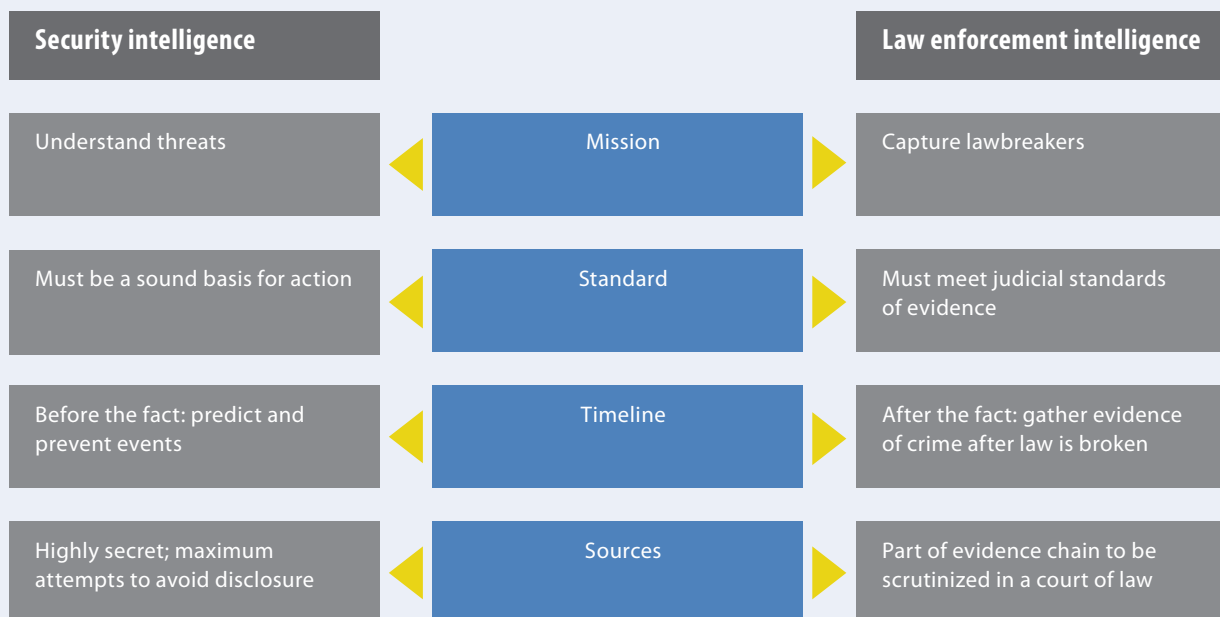 Security intelligence
Law enforcement intelligence
Understand threats
Mission
Capture lawbreakers
Must be a sound basis for action
Standard
Must meet judicial standards
of evidence
Before the fact: predict and
prevent events
Timeline
After the fact: gather evidence
of crime after law is broken
Highly secret; maximum
attempts to avoid disclosure
Sources
Part of evidence chain to be
scrutinized in a court of law